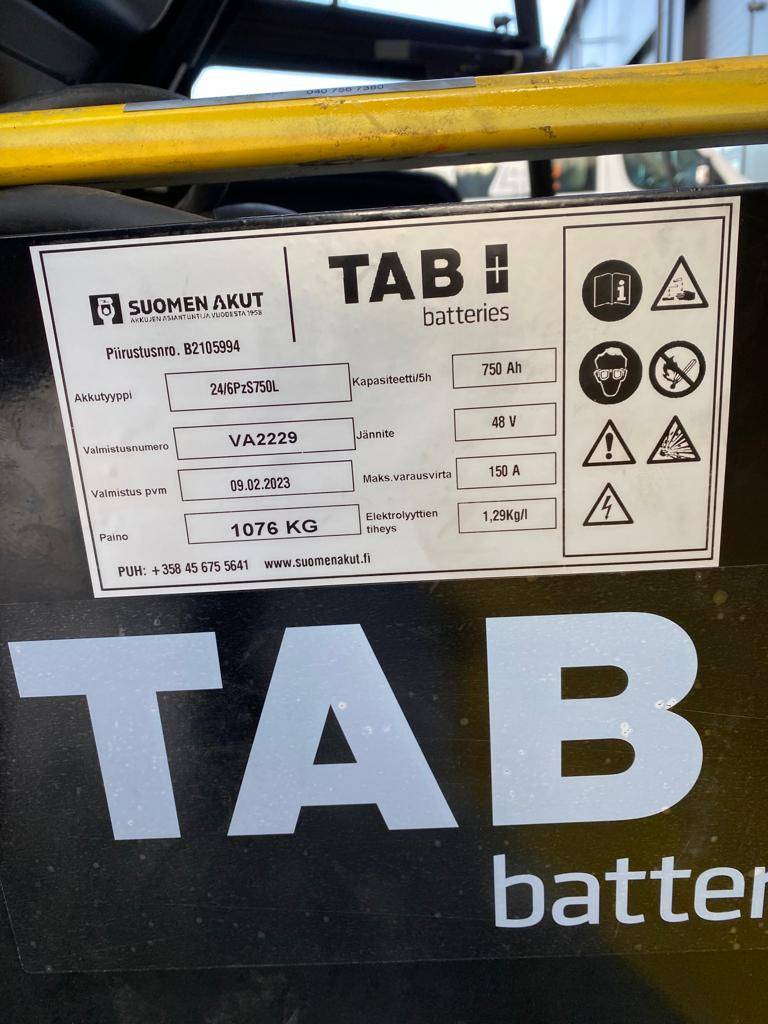 040 756 7380
SUOMEN AKUT
AKKUJEN ASIANTUNTIJA VUODESTA 1958
TAB
batteries
Piirustusnro. B2105994
Akkutyyppi 24/6PzS750L Kapasiteetti/5h 750 Ah
Valmistusnumero VA2229 Jännite 48 V
Valmistus pvm 09.02.2023 Maks.varausvirta 150 A
Paino 1076 KG Elektrolyyttien tiheys 1,29Kg/l
PUH: +358 45 675 5641 www.suomenakut.fi
TAB
batter